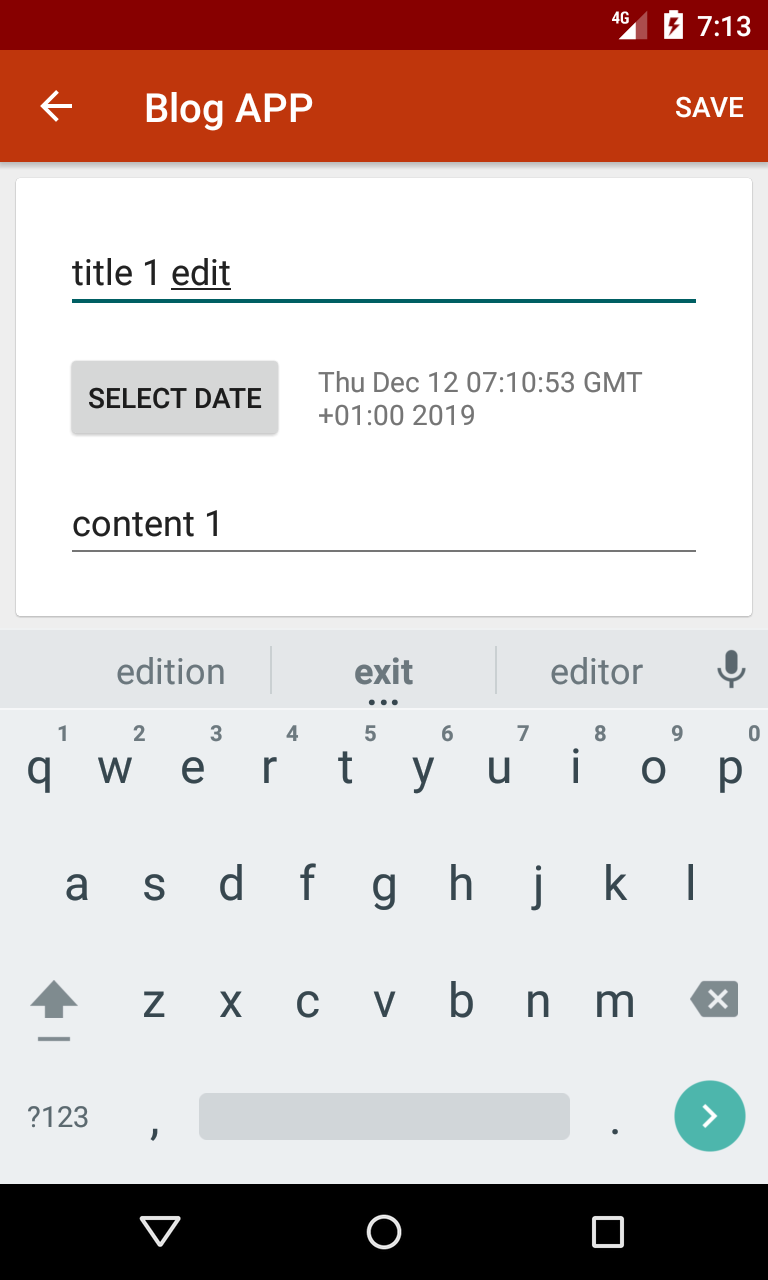 4G 7:13
Blog APP SAVE
title 1 edit
SELECT DATE
Thu Dec 12 07:10:53 GMT
+01:00 2019
content 1
edition exit editor
1 2 3 4 5 6 7 8 9 0
q w e r t y u i o p
a s d f g h j k l
z x c v b n m
?123 , .